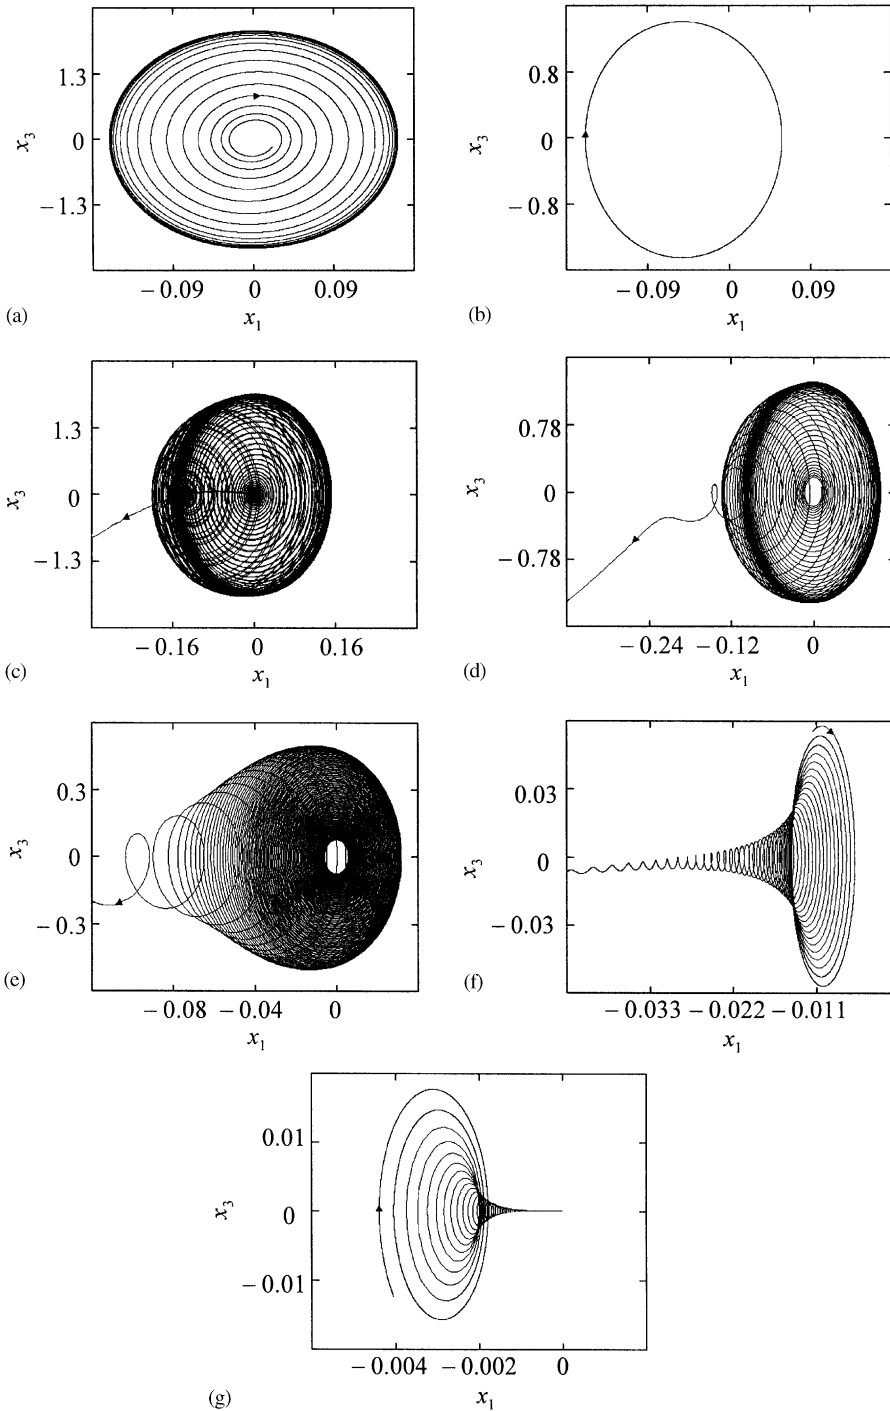 1.3
0
−1.3
x3
−0.09 0 0.09
x1
(a)
0.8
0
−0.8
x3
−0.09 0 0.09
x1
(b)
1.3
0
−1.3
x3
−0.16 0 0.16
x1
(c)
0.78
0
−0.78
x3
−0.24 −0.12 0
x1
(d)
0.3
0
−0.3
x3
−0.08 −0.04 0
x1
(e)
0.03
0
−0.03
x3
−0.033 −0.022 −0.011
x1
(f)
0.01
0
−0.01
x3
−0.004 −0.002 0
x1
(g)